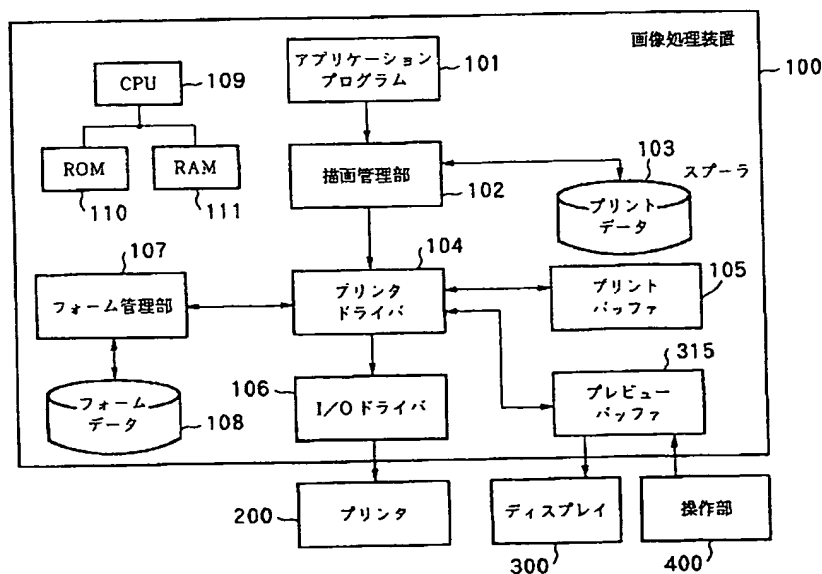 画像処理装置
100
アプリケーション
プログラム
101
CPU
109
ROM
110
RAM
111
描画管理部
102
103
スプーラ
プリント
データ
107
フォーム管理部
104
プリンタ
ドライバ
プリント
バッファ
105
フォーム
データ
108
106
I/Oドライバ
315
プレビュー
バッファ
200
プリンタ
ディスプレイ
300
操作部
400